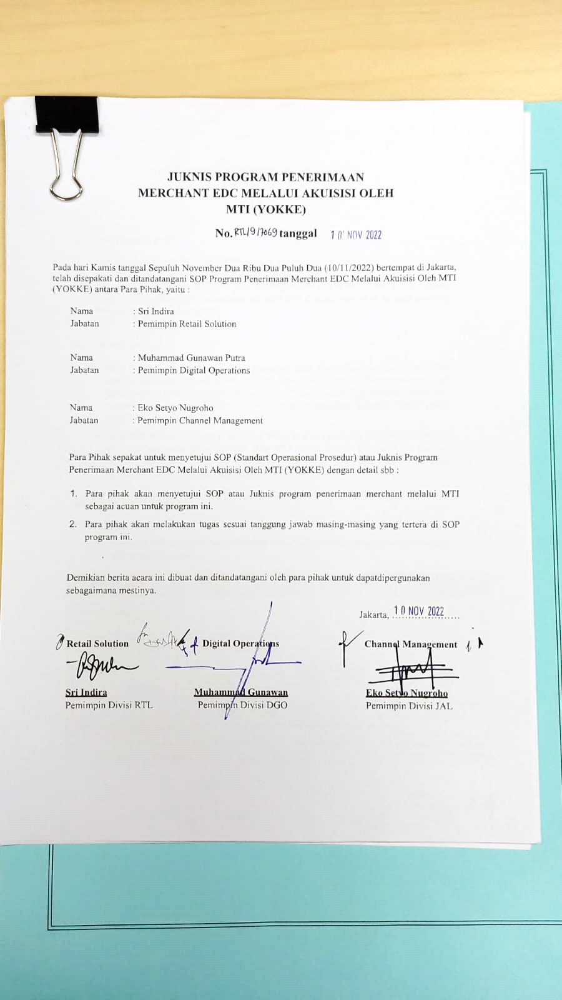 JUKNIS PROGRAM PENERIMAAN
MERCHANT EDC MELALUI AKUISISI OLEH
MTI (YOKKE)
No. RTL/9/7069 tanggal 10 NOV 2022
Pada hari Kamis tanggal Sepuluh November Dua Ribu Dua Puluh Dua (10/11/2022) bertempat di Jakarta,
telah disepakati dan ditandatangani SOP Program Penerimaan Merchant EDC Melalui Akuisisi Oleh MTI
(YOKKE) antara Para Pihak, yaitu :
Nama : Sri Indira
Jabatan : Pemimpin Retail Solution
Nama : Muhammad Gunawan Putra
Jabatan : Pemimpin Digital Operations
Nama : Eko Setyo Nugroho
Jabatan : Pemimpin Channel Management
Para Pihak sepakat untuk menyetujui SOP (Standart Operasional Prosedur) atau Juknis Program
Penerimaan Merchant EDC Melalui Akuisisi Oleh MTI (YOKKE) dengan detail sbb :
1. Para pihak akan menyetujui SOP atau Juknis program penerimaan merchant melalui MTI
sebagai acuan untuk program ini.
2. Para pihak akan melakukan tugas sesuai tanggung jawab masing-masing yang tertera di SOP
program ini.
.
Demikian berita acara ini dibuat dan ditandatangani oleh para pihak untuk dapatdipergunakan
sebagaimana mestinya.
Jakarta, 10 NOV 2022
Retail Solution Digital Operations Channel Management
Sri Indira Muhammad Gunawan Eko Setyo Nugroho
Pemimpin Divisi RTL Pemimpin Divisi DGO Pemimpin Divisi JAL